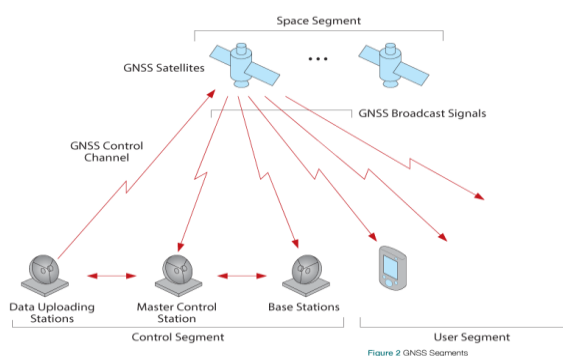 Space Segment
GNSS Satellites
...
GNSS Broadcast Signals
GNSS Control
Channel
Data Uploading
Stations
Master Control
Station
Base Stations
Control Segment
User Segment
Figure 2 GNSS Segments